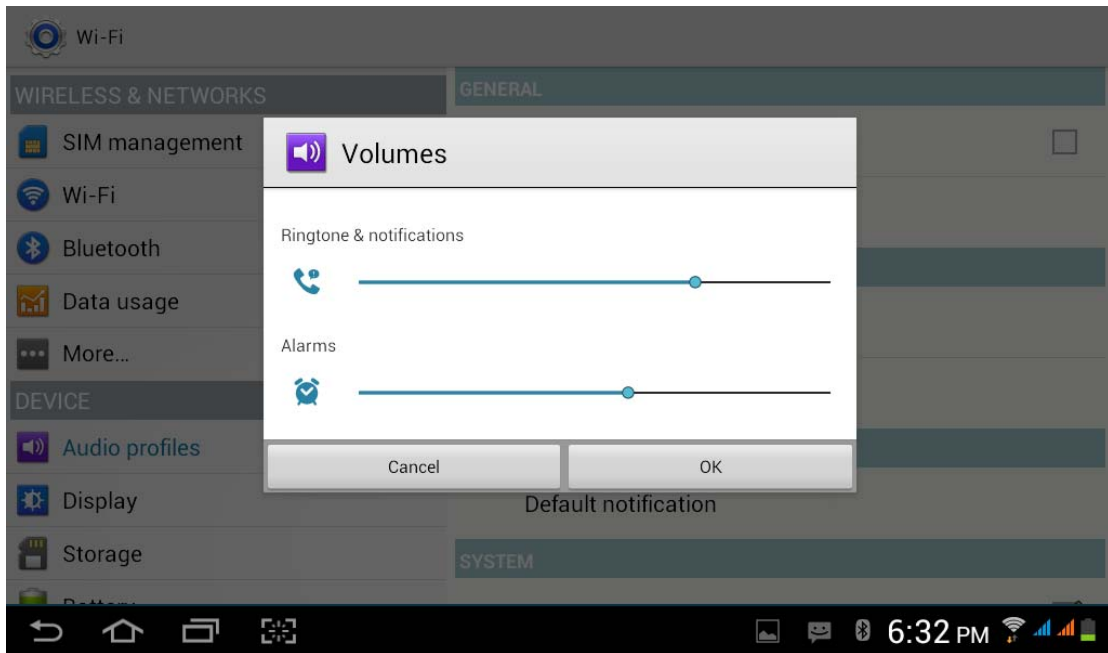 Wi-Fi
WIRELESS & NETWORKS
SIM management
Wi-Fi
Bluetooth
Data usage
More...
DEVICE
Audio profiles
Display
Storage
Battery
GENERAL
Volumes
Ringtone & notifications
Alarms
Cancel
OK
Default notification
SYSTEM
6:32 PM